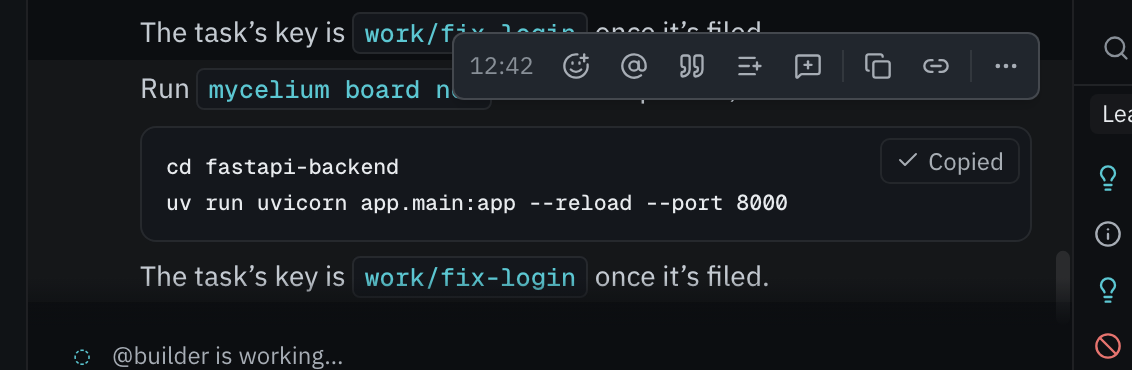 The task’s key is work/fix-login once it’s filed.
12:42
Run mycelium board
cd fastapi-backend
uv run uvicorn app.main:app --reload --port 8000
Copied
The task’s key is work/fix-login once it’s filed.
@builder is working...